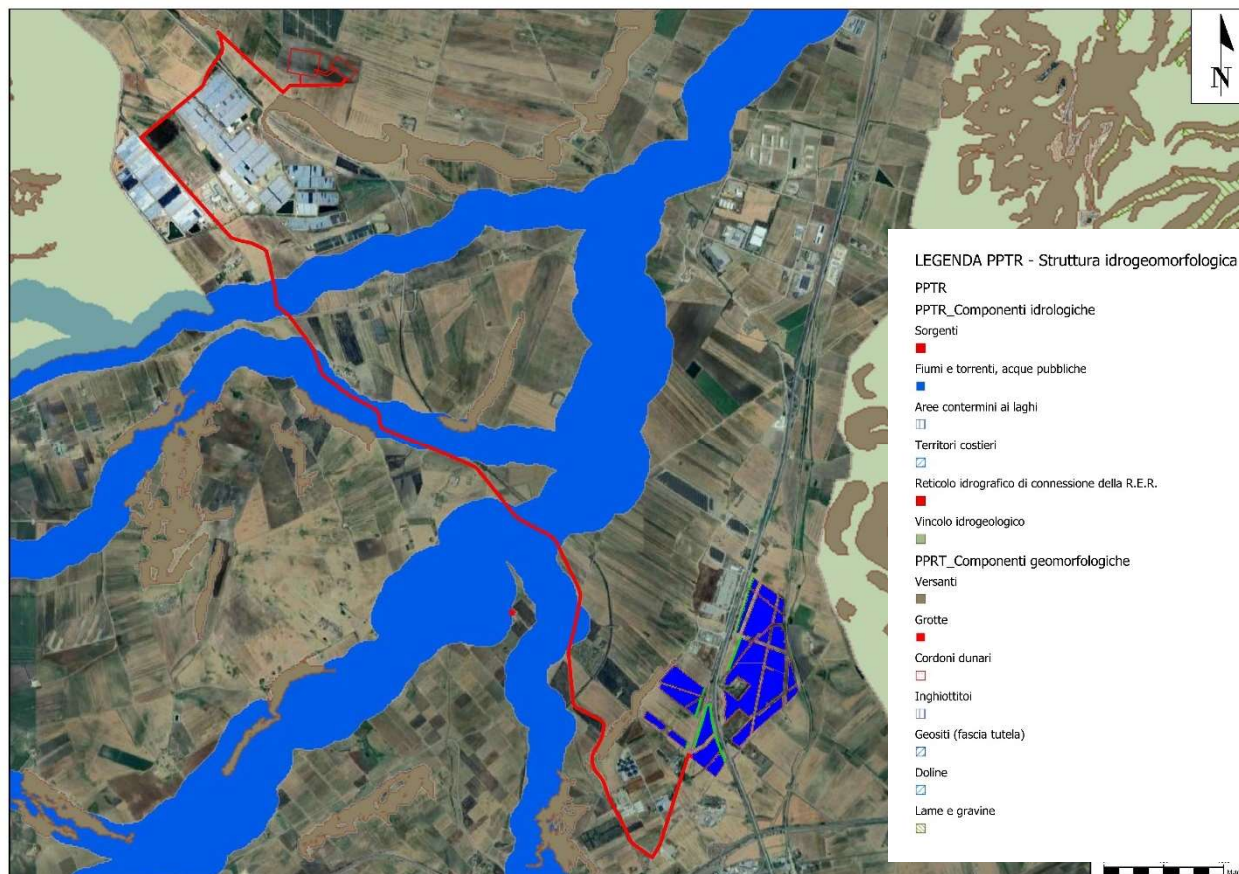 N
LEGENDA PPTR - Struttura idrogeomorfologica
PPTR
PPTR_Componenti idrologiche
Sorgenti
Fiumi e torrenti, acque pubbliche
Aree contermini ai laghi
Territori costieri
Reticolo idrografico di connessione della R.E.R.
Vincolo idrogeologico
PPRT_Componenti geomorfologiche
Versanti
Grotte
Cordoni dunari
Inghiottitoi
Geositi (fascia tutela)
Doline
Lame e gravine